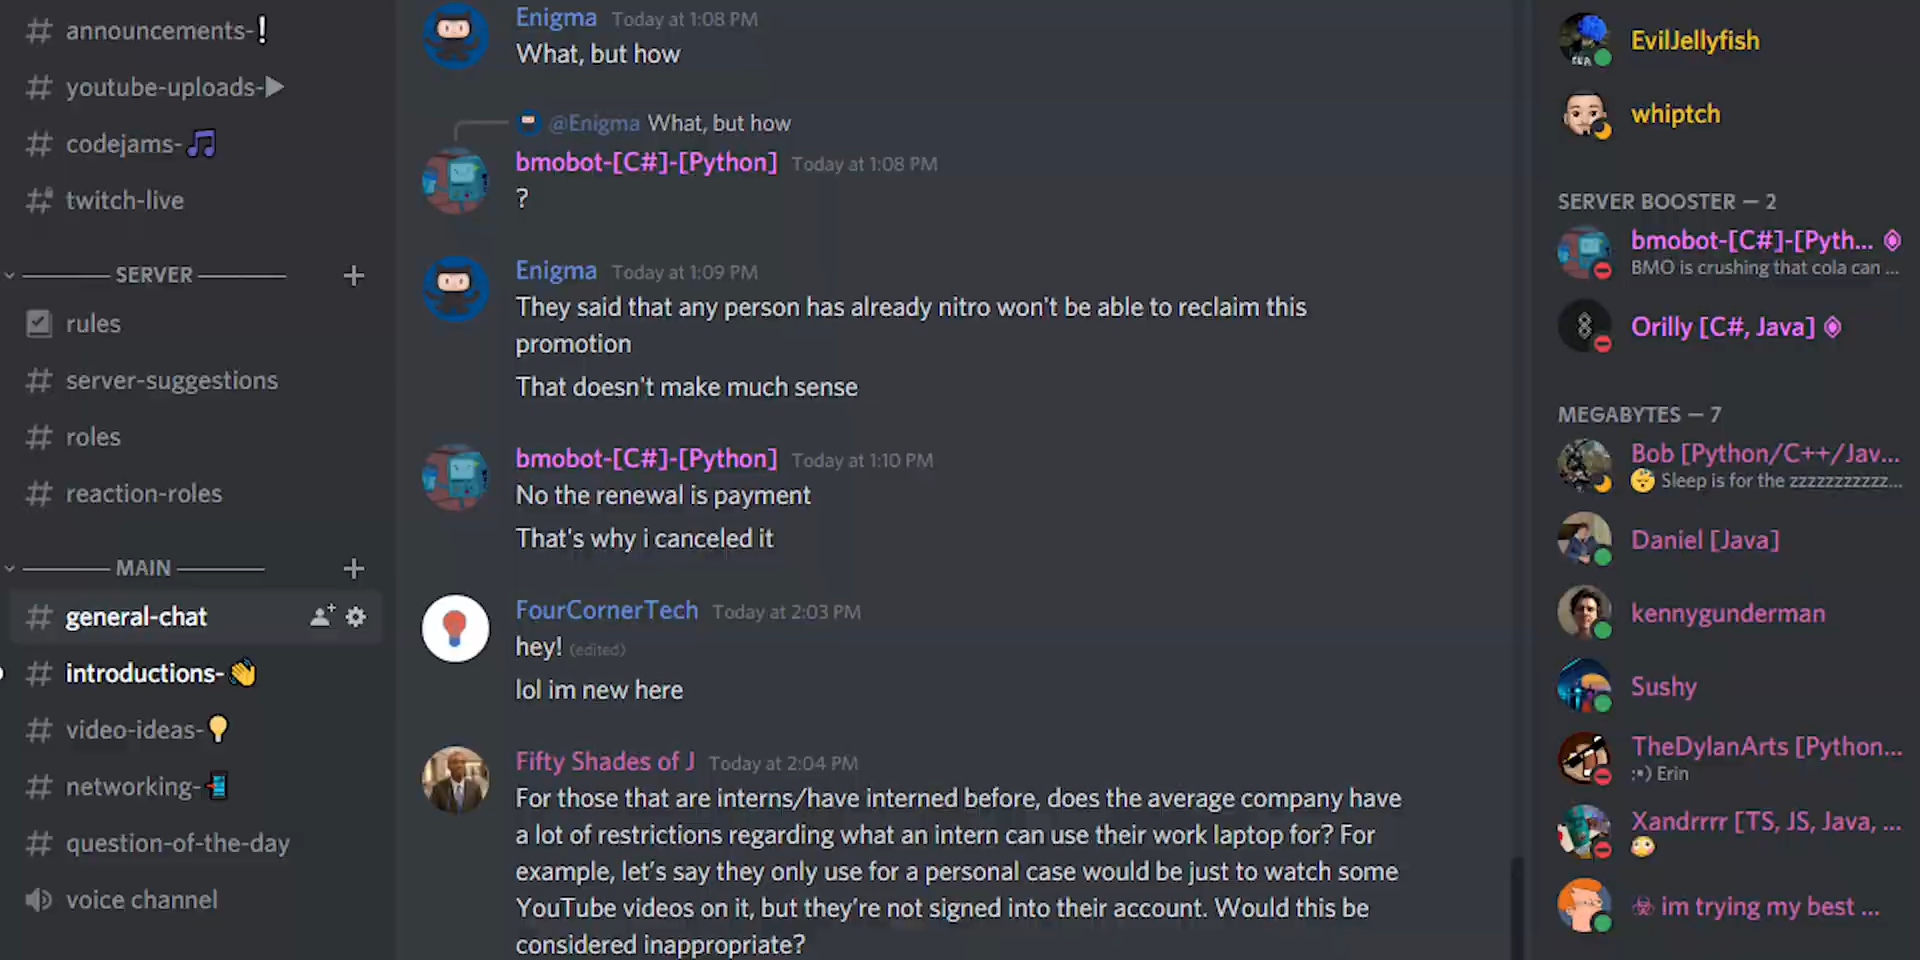 announcements-❗
youtube-uploads-▶
codejams-🎵
twitch-live
SERVER
rules
server-suggestions
roles
reaction-roles
MAIN
general-chat
introductions-👋
video-ideas-💡
networking-📲
question-of-the-day
voice channel
Enigma Today at 1:08 PM
What, but how
@Enigma What, but how
bmobot-[C#]-[Python] Today at 1:08 PM
?
Enigma Today at 1:09 PM
They said that any person has already nitro won't be able to reclaim this
promotion
That doesn't make much sense
bmobot-[C#]-[Python] Today at 1:10 PM
No the renewal is payment
That's why i canceled it
FourCornerTech Today at 2:03 PM
hey! (edited)
lol im new here
Fifty Shades of J Today at 2:04 PM
For those that are interns/have interned before, does the average company have
a lot of restrictions regarding what an intern can use their work laptop for? For
example, let's say they only use for a personal case would be just to watch some
YouTube videos on it, but they're not signed into their account. Would this be
considered inappropriate?
EvilJellyfish
whiptch
SERVER BOOSTER — 2
bmobot-[C#]-[Pyth...
BMO is crushing that cola can ...
Orilly [C#, Java]
MEGABYTES — 7
Bob [Python/C++/Jav...
😴 Sleep is for the zzzzzzzzzzz...
Daniel [Java]
kennygunderman
Sushy
TheDylanArts [Python...
:•) Erin
Xandrrrr [TS, JS, Java, ...
😳
☣ im trying my best ...